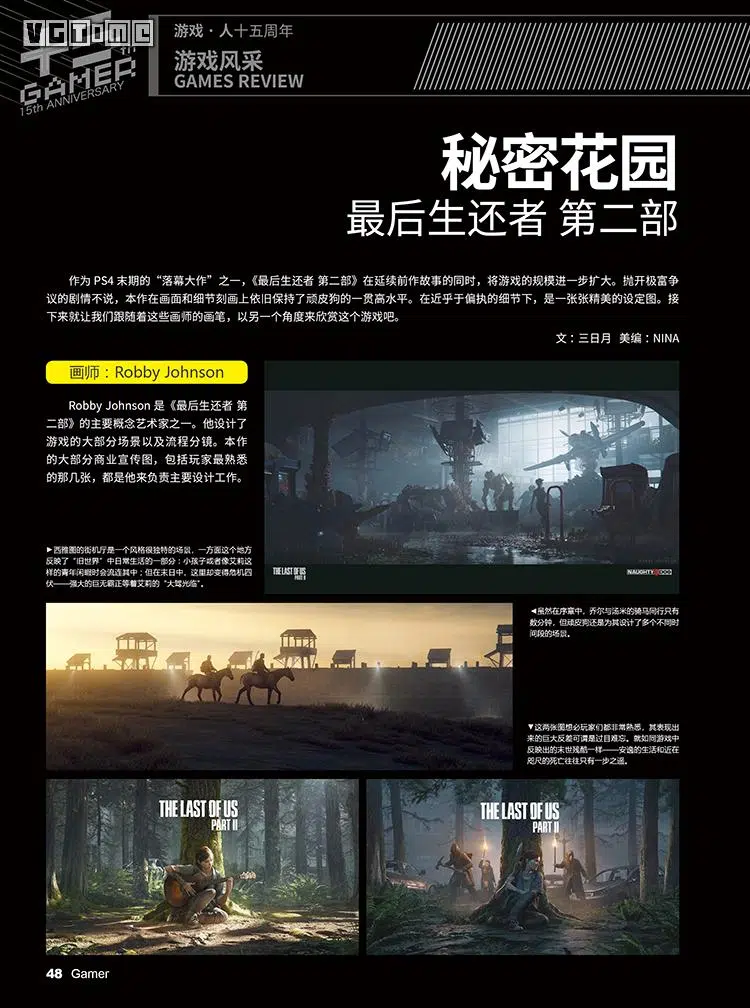 VGTIME
游戏·人十五周年
十五th
GAMER
15th ANNIVERSARY
游戏风采
GAMES REVIEW
秘密花园
最后生还者 第二部
作为 PS4 末期的“落幕大作”之一，《最后生还者 第二部》在延续前作故事的同时，将游戏的规模进一步扩大。抛开极富争
议的剧情不说，本作在画面和细节刻画上依旧保持了顽皮狗的一贯高水平。在近乎于偏执的细节下，是一张张精美的设定图。接
下来就让我们跟随着这些画师的画笔，以另一个角度来欣赏这个游戏吧。
文：三日月 美编：NINA
画师：Robby Johnson
Robby Johnson 是《最后生还者 第
二部》的主要概念艺术家之一。他设计了
游戏的大部分场景以及流程分镜。本作
的大部分商业宣传图，包括玩家最熟悉
的那几张，都是他来负责主要设计工作。
▶西雅图的街机厅是一个风格很独特的场景，一方面这个地方
反映了“旧世界”中日常生活的一部分：小孩子或者像艾莉这
样的青年闲暇时会流连其中；但在末日中，这里却变得危机四
伏——强大的巨无霸正等着艾莉的“大驾光临”。
THE LAST OF US
PART II
NAUGHTY DOG
◀虽然在序章中，乔尔与汤米的骑马同行只有
数分钟，但顽皮狗还是为其设计了多个不同时
间段的场景。
▼这两张图想必玩家们都非常熟悉，其表现出
来的巨大反差可谓是过目难忘。就如同游戏中
反映出的末世残酷一样——安逸的生活和近在
咫尺的死亡往往只有一步之遥。
THE LAST OF US
PART II
THE LAST OF US
PART II
48 Gamer